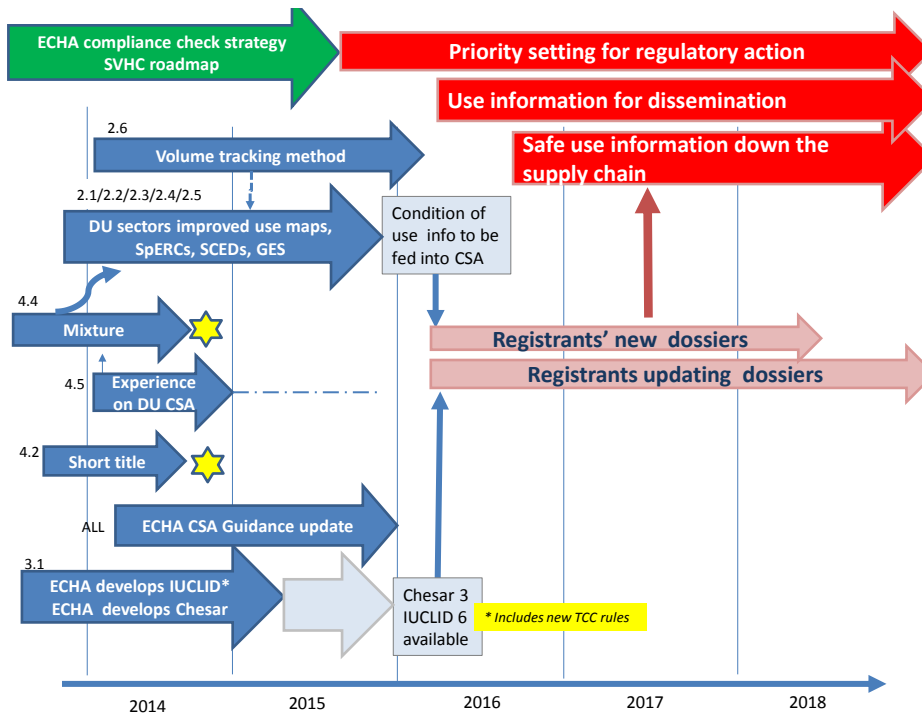 ECHA compliance check strategy
SVHC roadmap
Priority setting for regulatory action
Use information for dissemination
2.6
Volume tracking method
Safe use information down the
supply chain
2.1/2.2/2.3/2.4/2.5
DU sectors improved use maps,
SpERCs, SCEDs, GES
Condition of
use info to be
fed into CSA
4.4
Mixture
Registrants' new dossiers
4.5
Experience
on DU CSA
Registrants updating dossiers
4.2
Short title
ALL
ECHA CSA Guidance update
3.1
ECHA develops IUCLID*
ECHA develops Chesar
Chesar 3
IUCLID 6
available
* Includes new TCC rules
2014
2015
2016
2017
2018